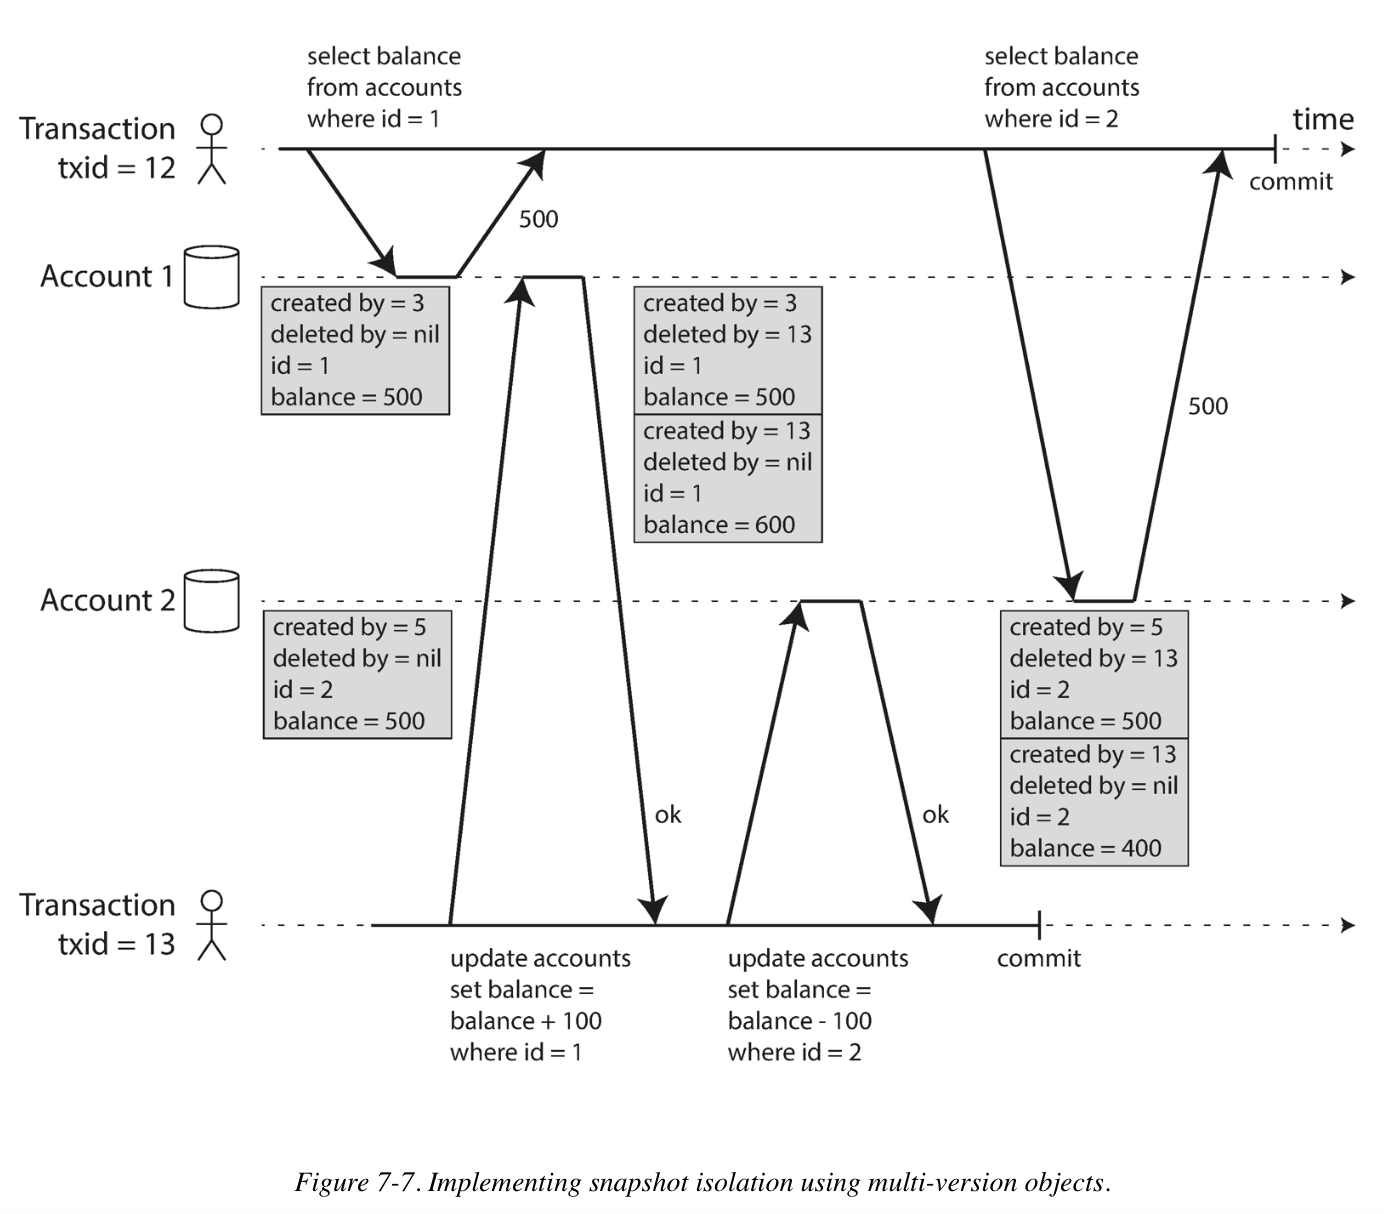 select balance
from accounts
where id = 1
select balance
from accounts
where id = 2
time
Transaction
txid = 12
commit
500
Account 1
created by = 3
deleted by = nil
id = 1
balance = 500
created by = 3
deleted by = 13
id = 1
balance = 500
created by = 13
deleted by = nil
id = 1
balance = 600
500
Account 2
created by = 5
deleted by = nil
id = 2
balance = 500
created by = 5
deleted by = 13
id = 2
balance = 500
created by = 13
deleted by = nil
id = 2
balance = 400
ok
ok
Transaction
txid = 13
update accounts
set balance =
balance + 100
where id = 1
update accounts
set balance =
balance - 100
where id = 2
commit
Figure 7-7. Implementing snapshot isolation using multi-version objects.